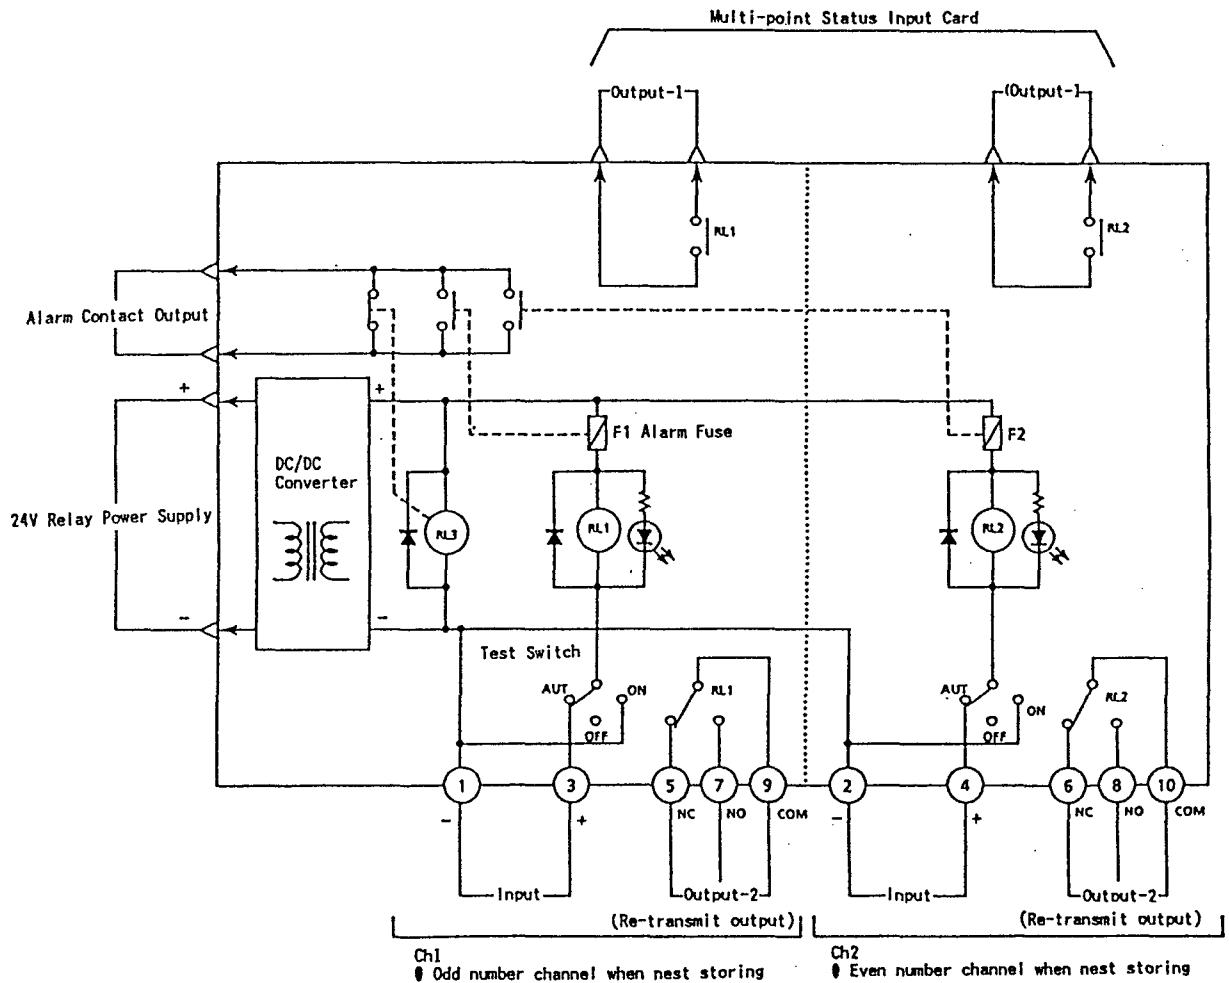 Multi-point Status Input Card
Output-1
(Output-1
RL1
RL2
Alarm Contact Output
+
+
F1 Alarm Fuse
F2
DC/DC
Converter
24V Relay Power Supply
RL3
RL1
RL2
-
-
Test Switch
AUT
ON
OFF
RL1
AUT
ON
OFF
RL2
1
3
5
7
9
2
4
6
8
10
-
+
NC
NO
COM
-
+
NC
NO
COM
Input
Output-2
Input
Output-2
(Re-transmit output)
(Re-transmit output)
Ch1
Odd number channel when nest storing
Ch2
Even number channel when nest storing